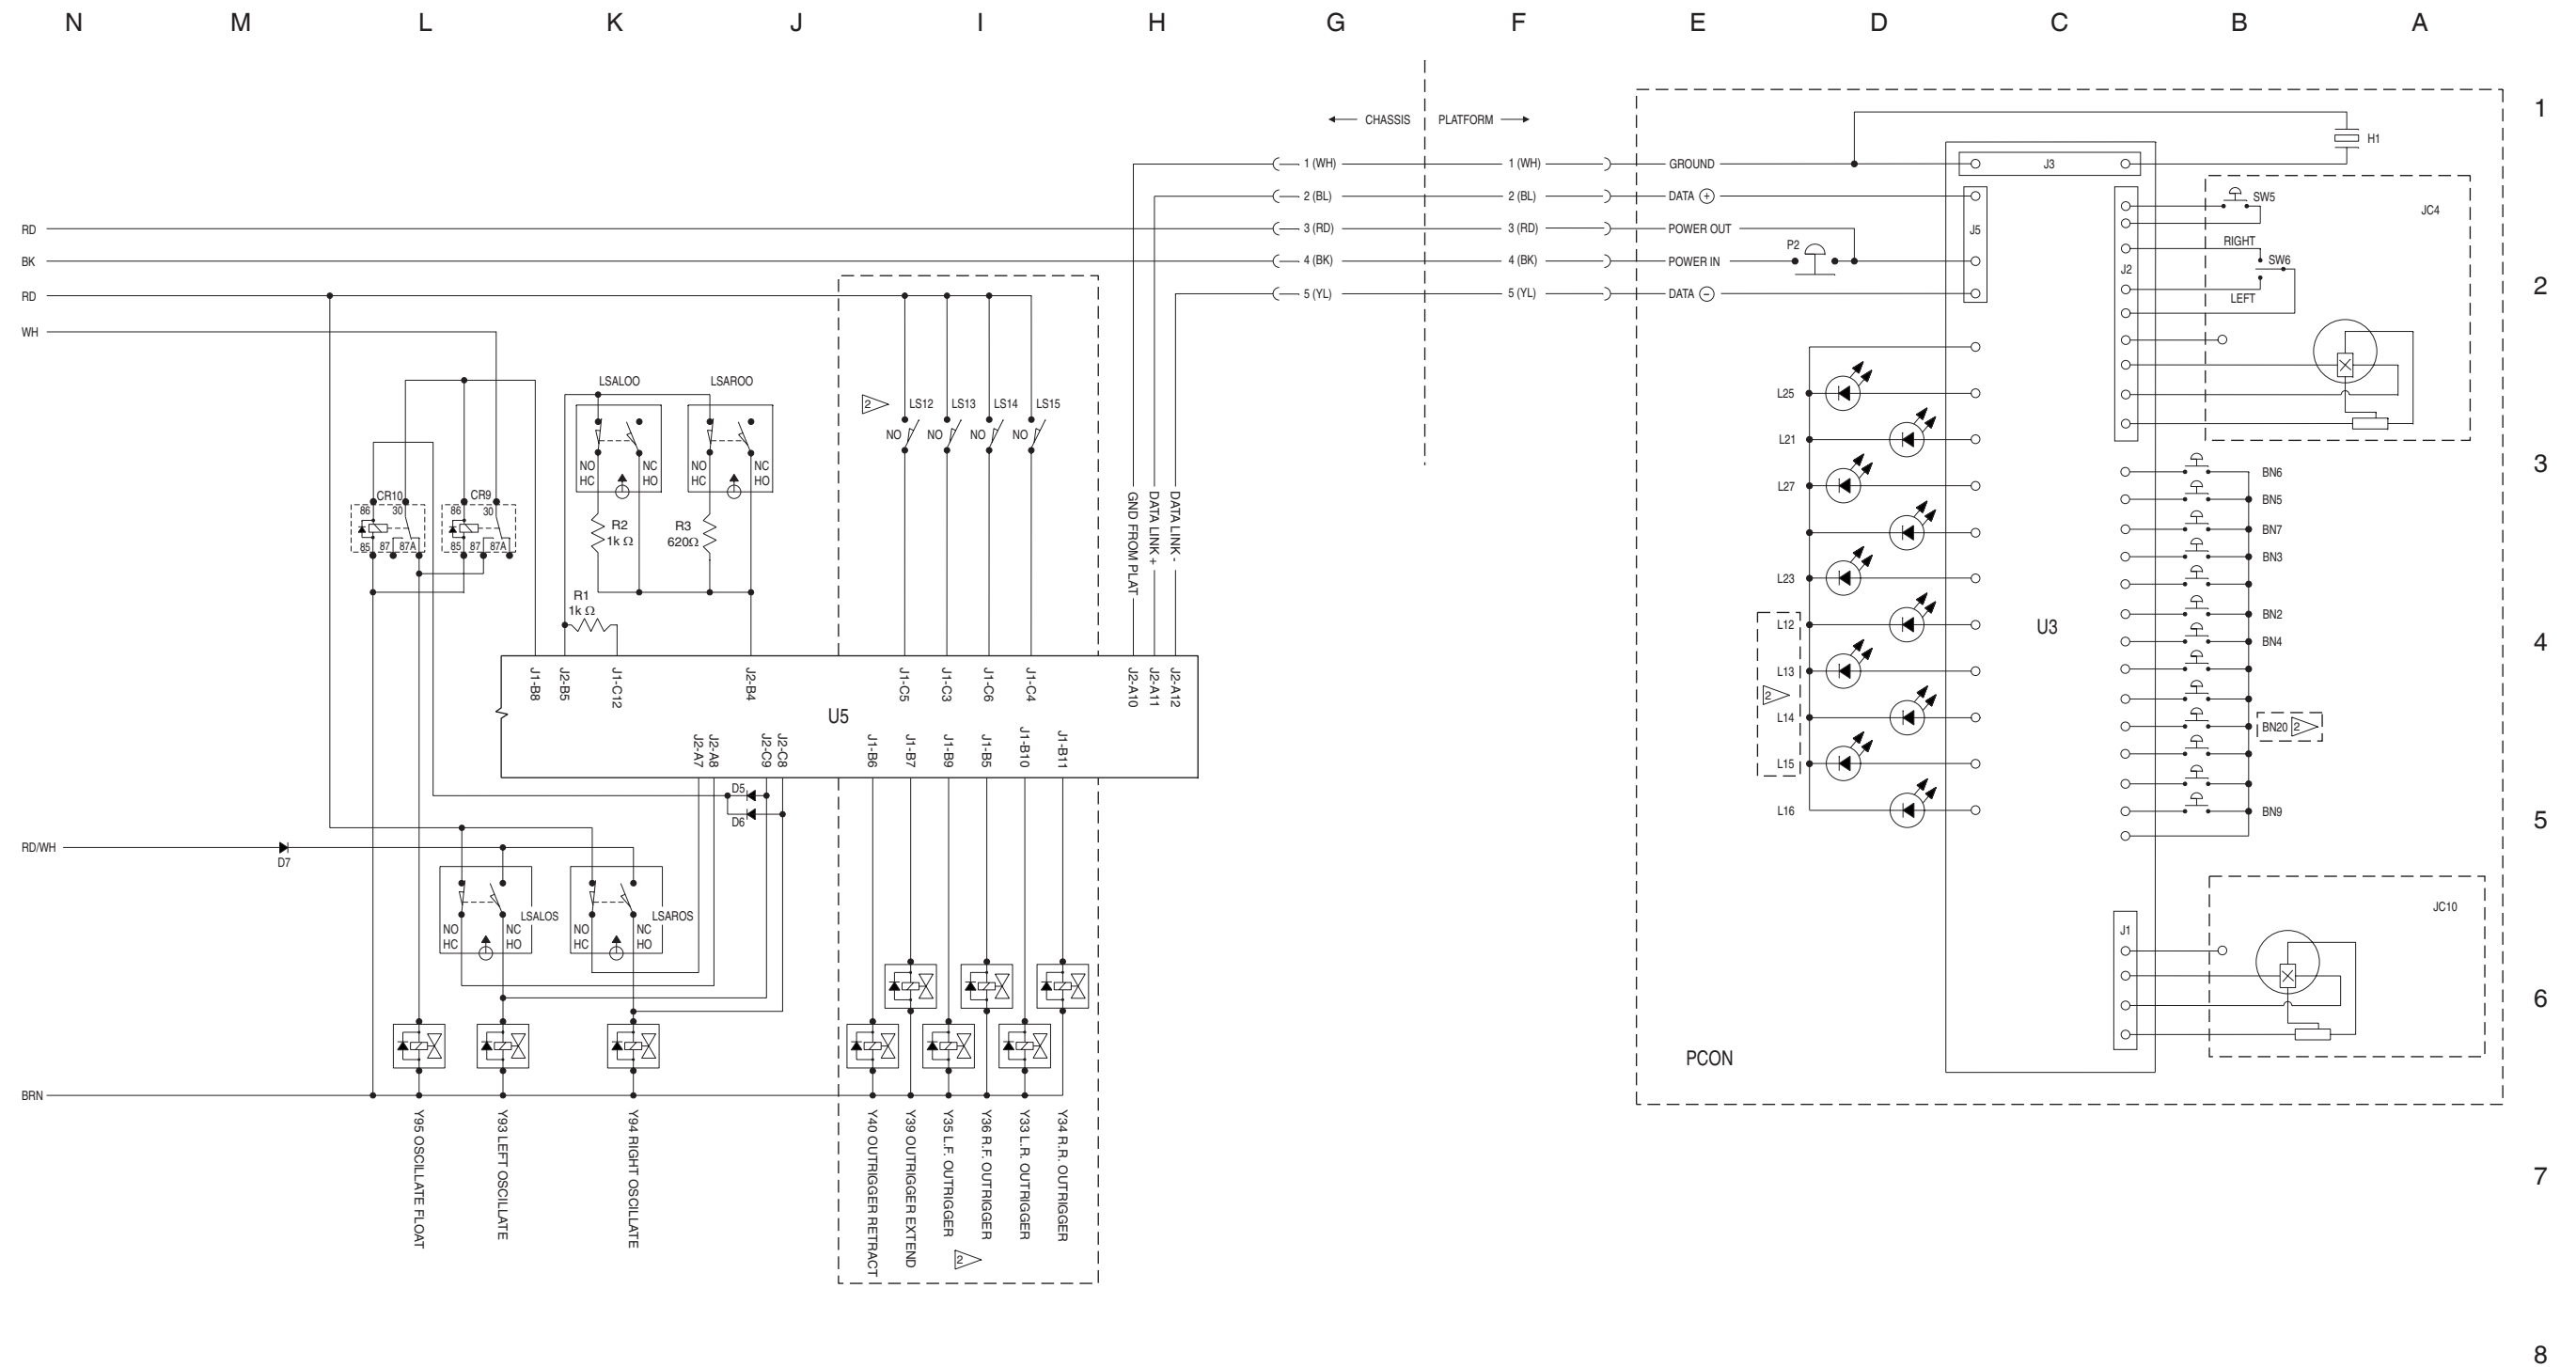 N M L K J I H G F E D C B A
1
CHASSIS PLATFORM
H1
1 (WH) 1 (WH) GROUND J3
2 (BL) 2 (BL) DATA + SW5 JC4
RD 3 (RD) 3 (RD) POWER OUT J5
P2 RIGHT
BK 4 (BK) 4 (BK) POWER IN SW6
J2
RD 5 (YL) 5 (YL) DATA - LEFT
2
WH
LSALOO LSAROO
L25
2 LS12 LS13 LS14 LS15
NO NO NO NO
L21
3
NO NC NO NC
HC HO HC HO
BN6
L27
CR10 CR9
BN5
86 30 86 30
GND FROM PLAT
DATA LINK +
DATA LINK -
R2 R3
1k Ω 620Ω
BN7
85 87 87A 85 87 87A
BN3
L23
R1
1k Ω
BN2
L12 U3
BN4
4
L13
J1-B8
J2-B5
J1-C12
J2-B4
J1-C5
J1-C3
J1-C6
J1-C4
J2-A10
J2-A11
J2-A12
2
U5
L14
BN20 2
J2-A7
J2-A8
J2-C9
J2-C8
J1-B6
J1-B7
J1-B9
J1-B5
J1-B10
J1-B11
L15
D5
D6
L16 BN9
5
RD/WH
D7
LSALOS LSAROS
JC10
NO NC NO NC
HC HO HC HO
J1
6
PCON
BRN
Y95 OSCILLATE FLOAT
Y93 LEFT OSCILLATE
Y94 RIGHT OSCILLATE
Y40 OUTRIGGER RETRACT
Y39 OUTRIGGER EXTEND
Y35 L.F. OUTRIGGER
Y36 R.F. OUTRIGGER
Y33 L.R. OUTRIGGER
Y34 R.R. OUTRIGGER
7
2
8